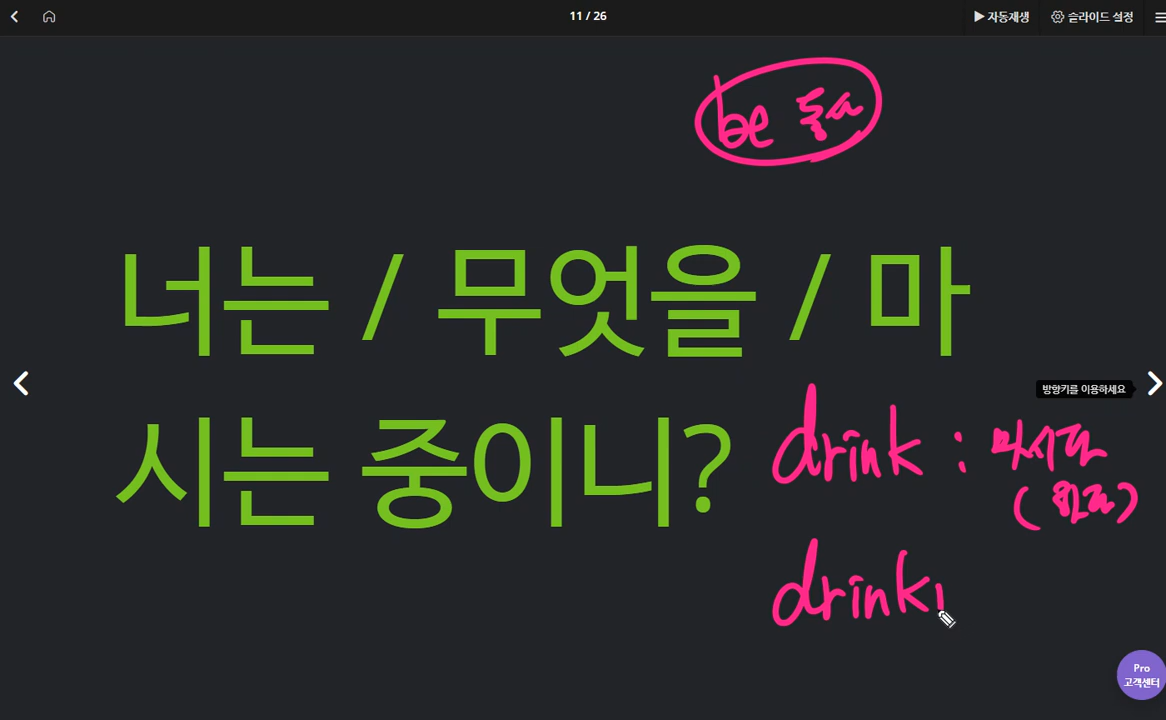 11 / 26
▶ 자동재생
슬라이드 설정
be 동사
너는 / 무엇을 / 마
방향키를 이용하세요
시는 중이니?
drink : 마시다
(원형)
drinki
Pro
고객센터